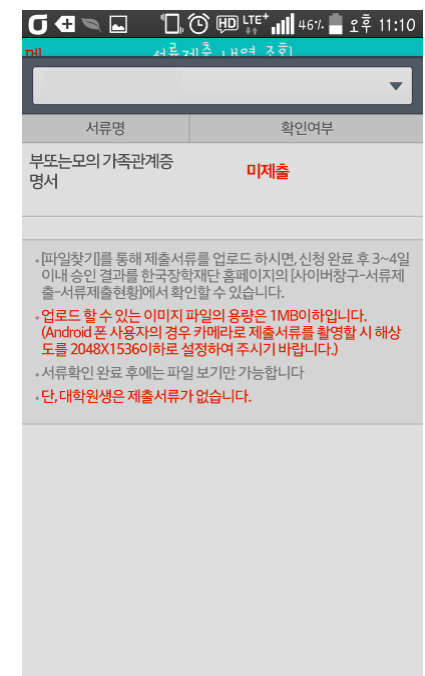 LTE+ 46% 오후 11:10
메 서류제출 내역 조회
서류명 확인여부
부또는모의 가족관계증
명서
미제출
[파일찾기]를 통해 제출서류를 업로드 하시면, 신청 완료 후 3~4일
이내 승인 결과를 한국장학재단 홈페이지의 [사이버창구-서류제
출-서류제출현황]에서 확인할 수 있습니다.
업로드 할 수 있는 이미지 파일의 용량은 1MB이하입니다.
(Android 폰 사용자의 경우 카메라로 제출서류를 촬영할 시 해상
도를 2048X1536이하로 설정하여 주시기 바랍니다.)
서류확인 완료 후에는 파일 보기만 가능합니다
단, 대학원생은 제출서류가 없습니다.